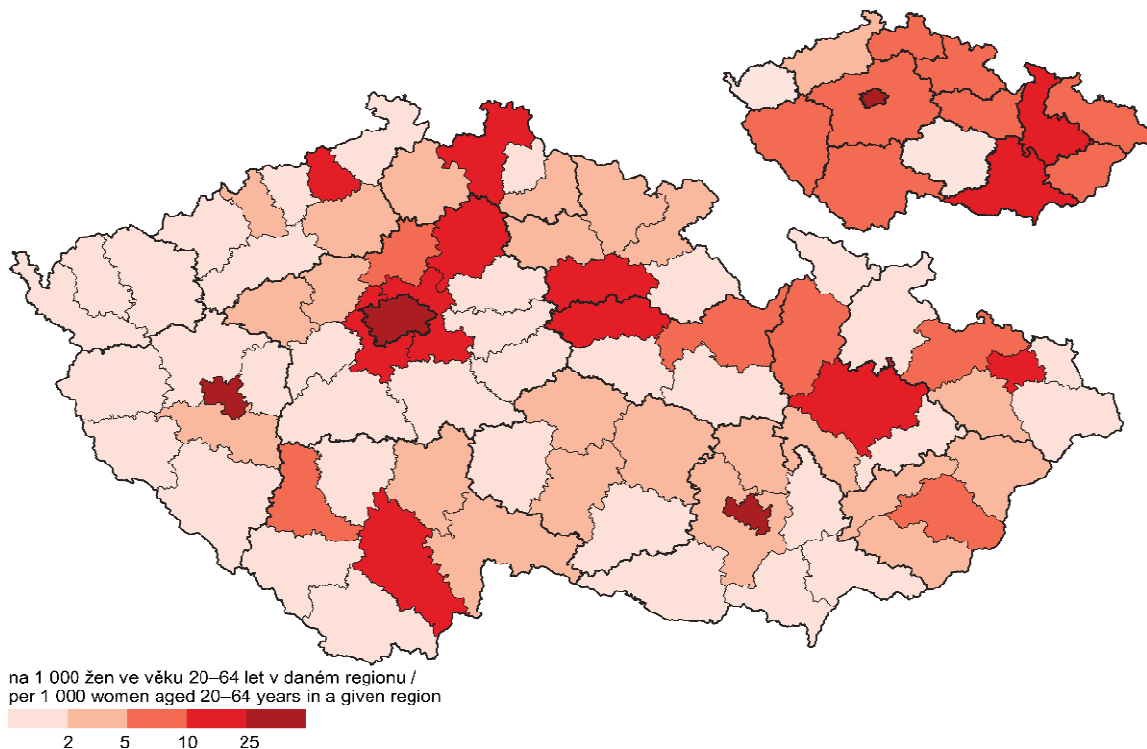 na 1 000 žen ve věku 20–64 let v daném regionu /
per 1 000 women aged 20–64 years in a given region
2 5 10 25